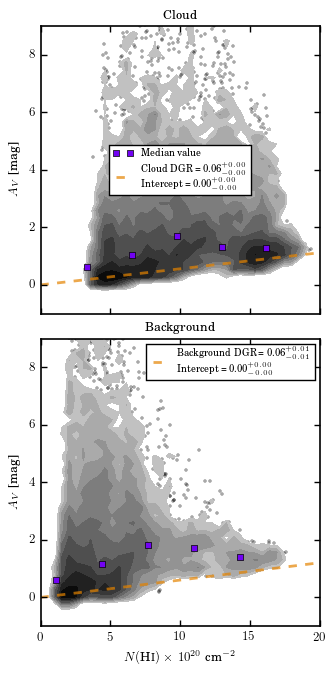 Cloud
8
6
4
2
0
A_V [mag]
Median value
Cloud DGR = 0.06^{+0.00}_{-0.00}
Intercept = 0.00^{+0.00}_{-0.00}
Background
8
6
4
2
0
A_V [mag]
Background DGR = 0.06^{+0.01}_{-0.01}
Intercept = 0.00^{+0.00}_{-0.00}
0 5 10 15 20
N(HI) × 10^{20} cm^{-2}